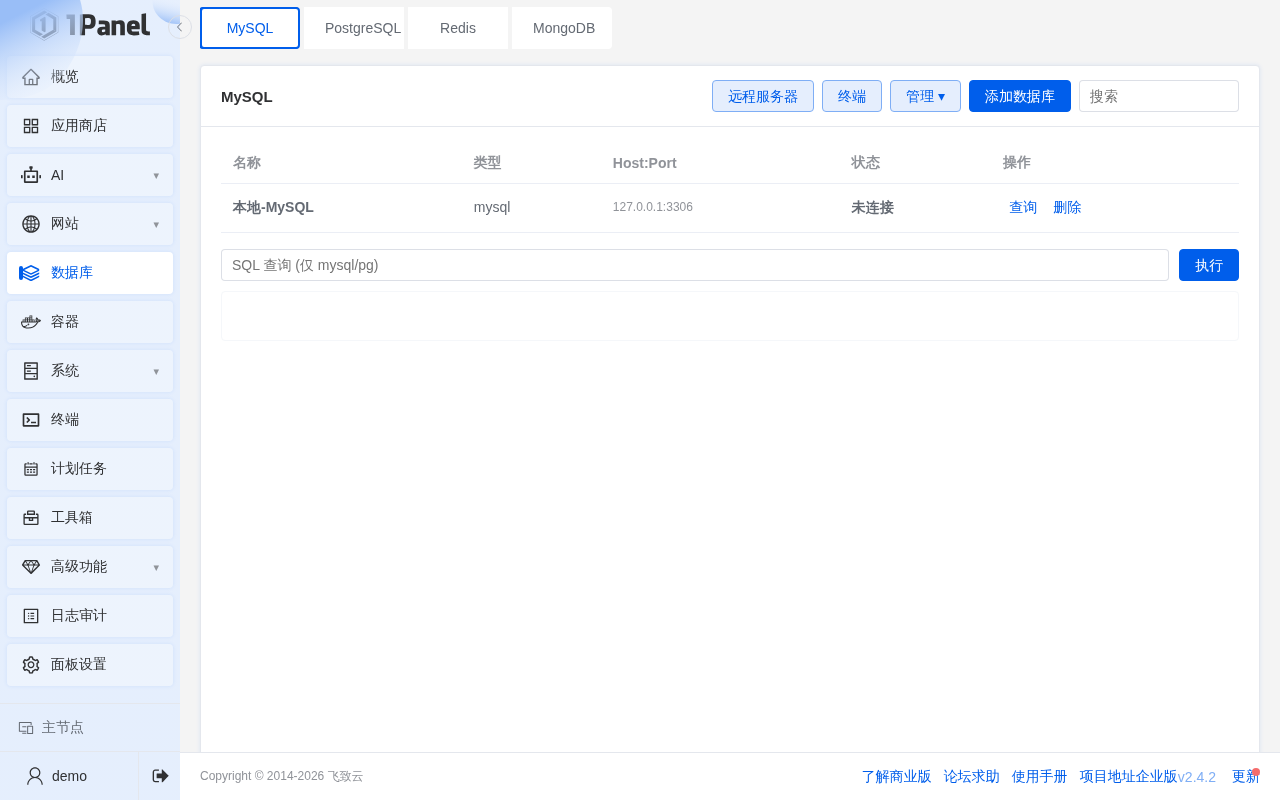 1Panel
概览
应用商店
AI
网站
数据库
容器
系统
终端
计划任务
工具箱
高级功能
日志审计
面板设置
主节点
demo
MySQL PostgreSQL Redis MongoDB
MySQL 远程服务器 终端 管理 ▾ 添加数据库 搜索
名称 类型 Host:Port 状态 操作
本地-MySQL mysql 127.0.0.1:3306 未连接 查询 删除
SQL 查询 (仅 mysql/pg) 执行
Copyright © 2014-2026 飞致云 了解商业版 论坛求助 使用手册 项目地址企业版v2.4.2 更新